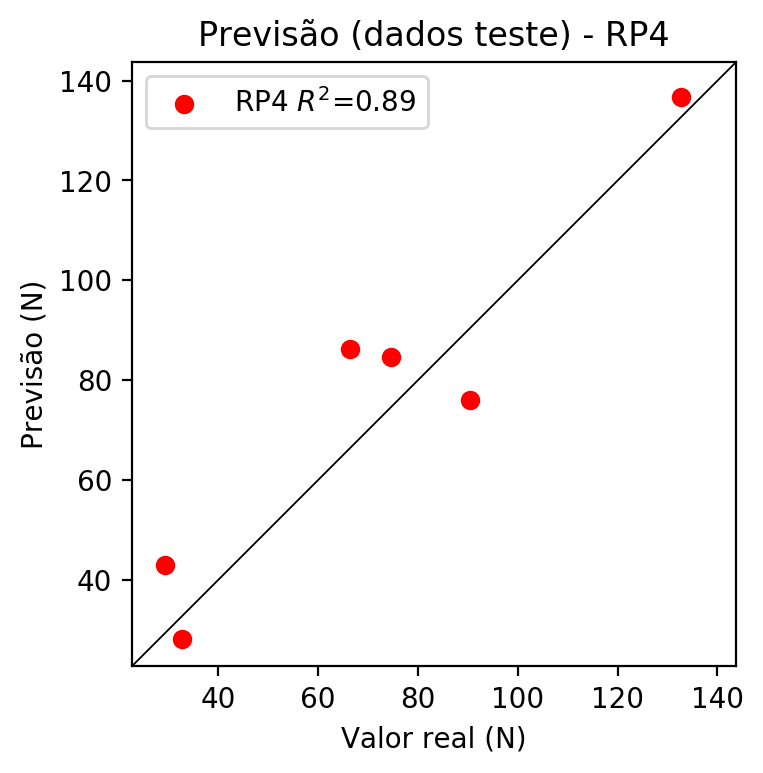 Previsão (dados teste) - RP4
RP4 R²=0.89
Previsão (N)
140
120
100
80
60
40
40 60 80 100 120 140
Valor real (N)